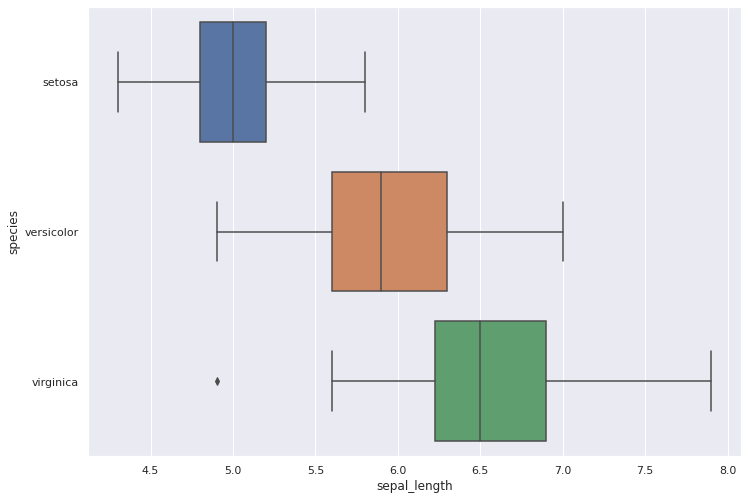 setosa
versicolor
virginica
species
4.5 5.0 5.5 6.0 6.5 7.0 7.5 8.0
sepal_length